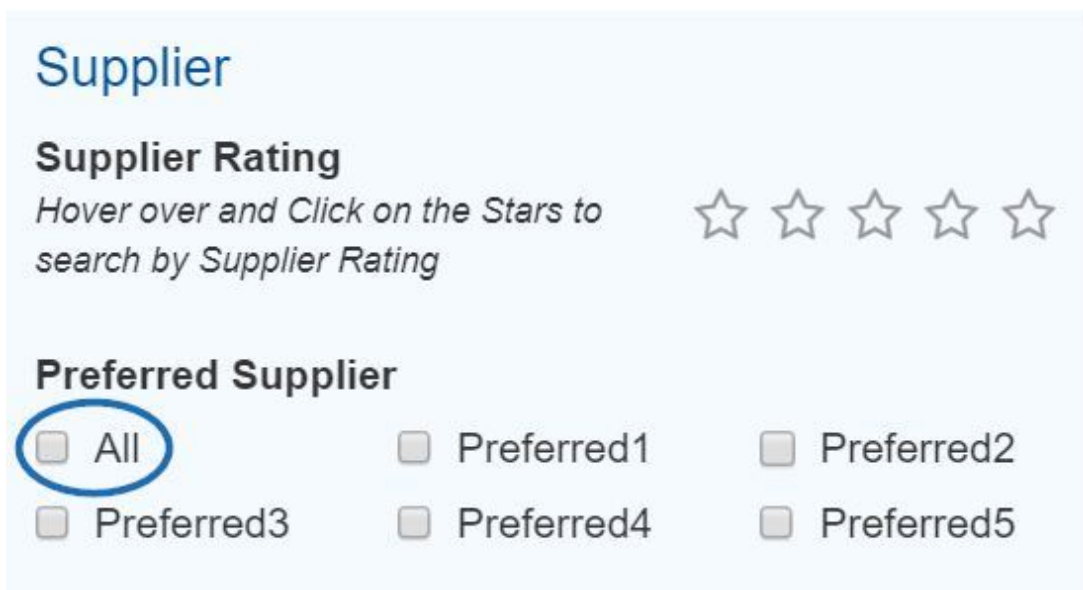 Supplier
Supplier Rating
Hover over and Click on the Stars to
search by Supplier Rating
Preferred Supplier
All Preferred1 Preferred2
Preferred3 Preferred4 Preferred5